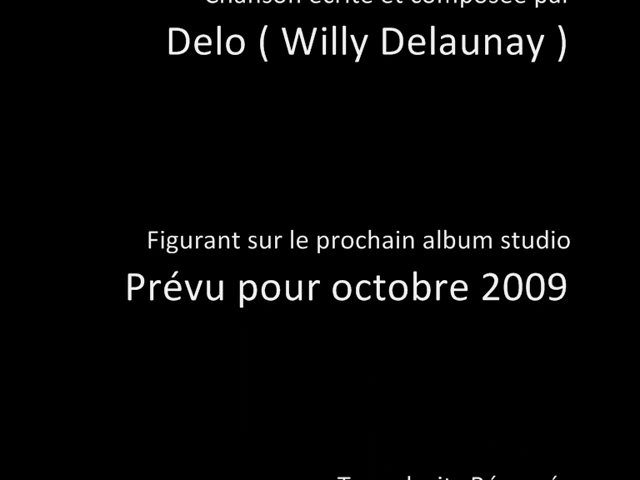 Chanson écrite et composée par
Delo ( Willy Delaunay )
Figurant sur le prochain album studio
Prévu pour octobre 2009